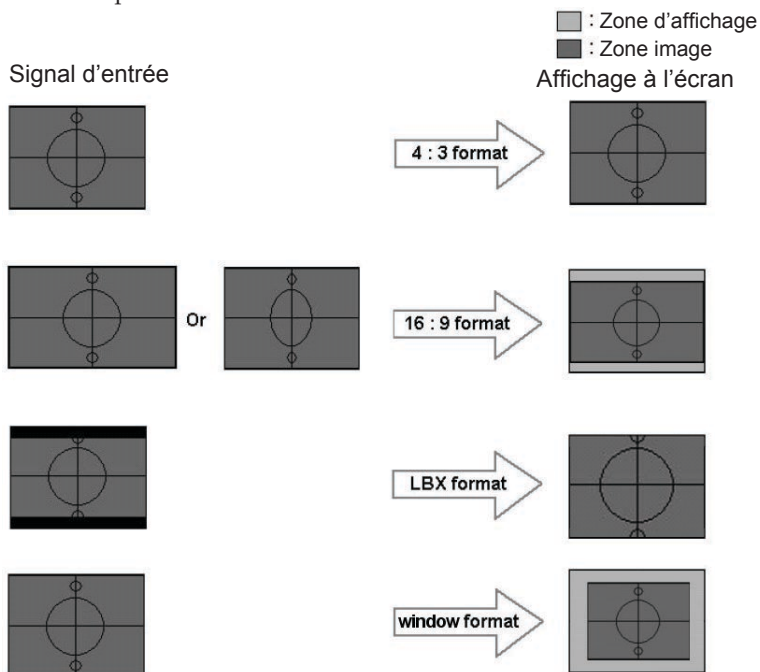 : Zone d’affichage
: Zone image
Signal d’entrée
Affichage à l’écran
4 : 3 format
Or
16 : 9 format
LBX format
window format